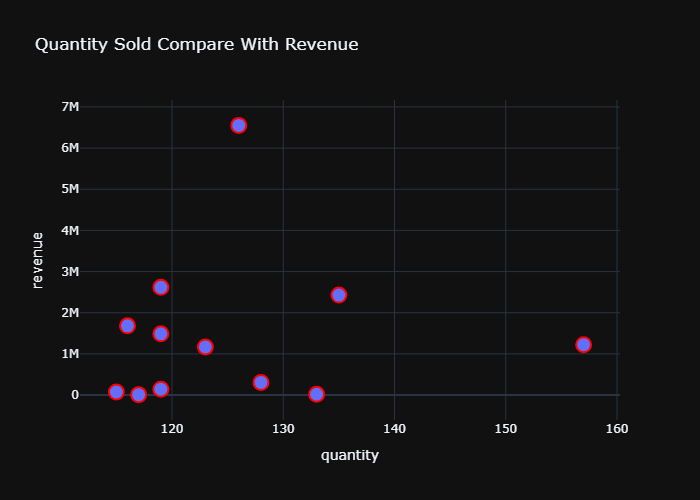 Quantity Sold Compare With Revenue
7M
6M
5M
4M
3M
2M
1M
0
revenue
120
130
140
150
160
quantity